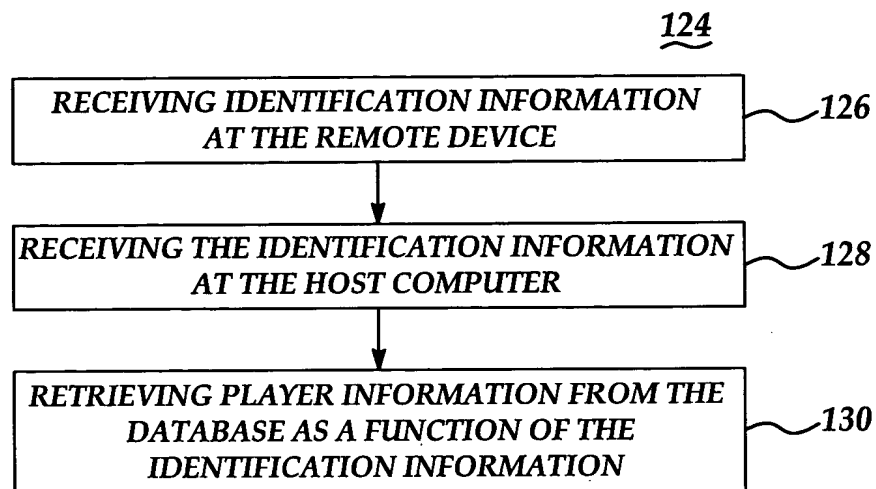 124
RECEIVING IDENTIFICATION INFORMATION
AT THE REMOTE DEVICE
126
RECEIVING THE IDENTIFICATION INFORMATION
AT THE HOST COMPUTER
128
RETRIEVING PLAYER INFORMATION FROM THE
DATABASE AS A FUNCTION OF THE
IDENTIFICATION INFORMATION
130